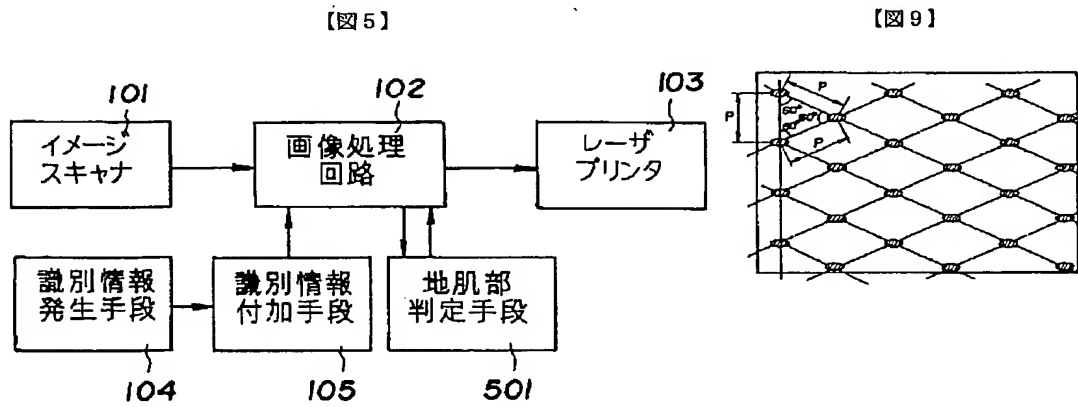 【図5】
101
イメージ
スキャナ
102
画像処理
回路
103
レーザ
プリンタ
識別情報
発生手段
104
識別情報
付加手段
105
地肌部
判定手段
501
【図9】
P
P
60°
60°
60°
P